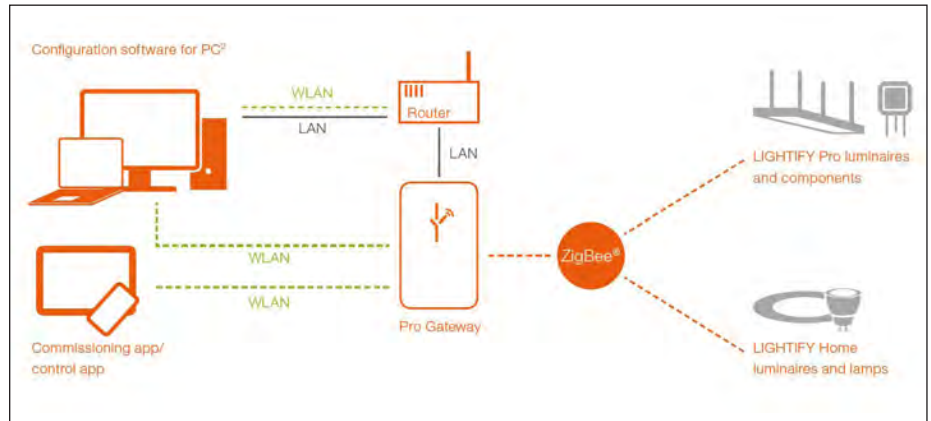 Configuration software for PC²
WLAN
LAN
Router
LAN
LIGHTIFY Pro luminaires
and components
ZigBee®
WLAN
WLAN
Pro Gateway
Commissioning app/
control app
LIGHTIFY Home
luminaires and lamps